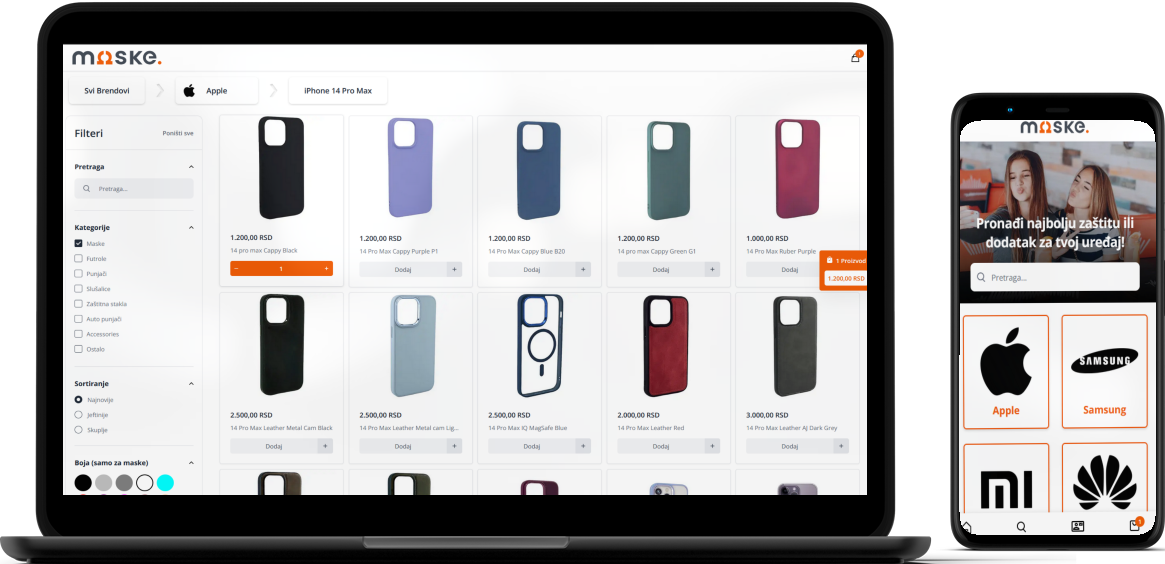 maske.
1
Svi Brendovi
Apple
iPhone 14 Pro Max
Filteri
Poništi sve
Pretraga
Pretraga...
Kategorije
Maske
Futrole
Punjači
Slušalice
Zaštitna stakla
Auto punjači
Accessories
Ostalo
Sortiranje
Najnovije
Jeftinije
Skuplje
Boja (samo za maske)
1.200,00 RSD
14 pro max Cappy Black
- 1 +
1.200,00 RSD
14 Pro Max Cappy Purple P1
Dodaj +
1.200,00 RSD
14 Pro Max Cappy Blue B20
Dodaj +
1.200,00 RSD
14 pro max Cappy Green G1
Dodaj +
1.000,00 RSD
14 Pro Max Ruber Purple
Dodaj
1 Proizvod
1.200,00 RSD
2.500,00 RSD
14 Pro Max Leather Metal Cam Black
Dodaj +
2.500,00 RSD
14 Pro Max Leather Metal cam Lig...
Dodaj +
2.500,00 RSD
14 Pro Max IQ MagSafe Blue
Dodaj +
2.000,00 RSD
14 Pro Max Leather Red
Dodaj +
3.000,00 RSD
14 Pro Max Leather AJ Dark Grey
Dodaj +
maske.
Pronađi najbolju zaštitu ili
dodatak za tvoj uređaj!
Pretraga...
Apple
SAMSUNG
Samsung
MI
1